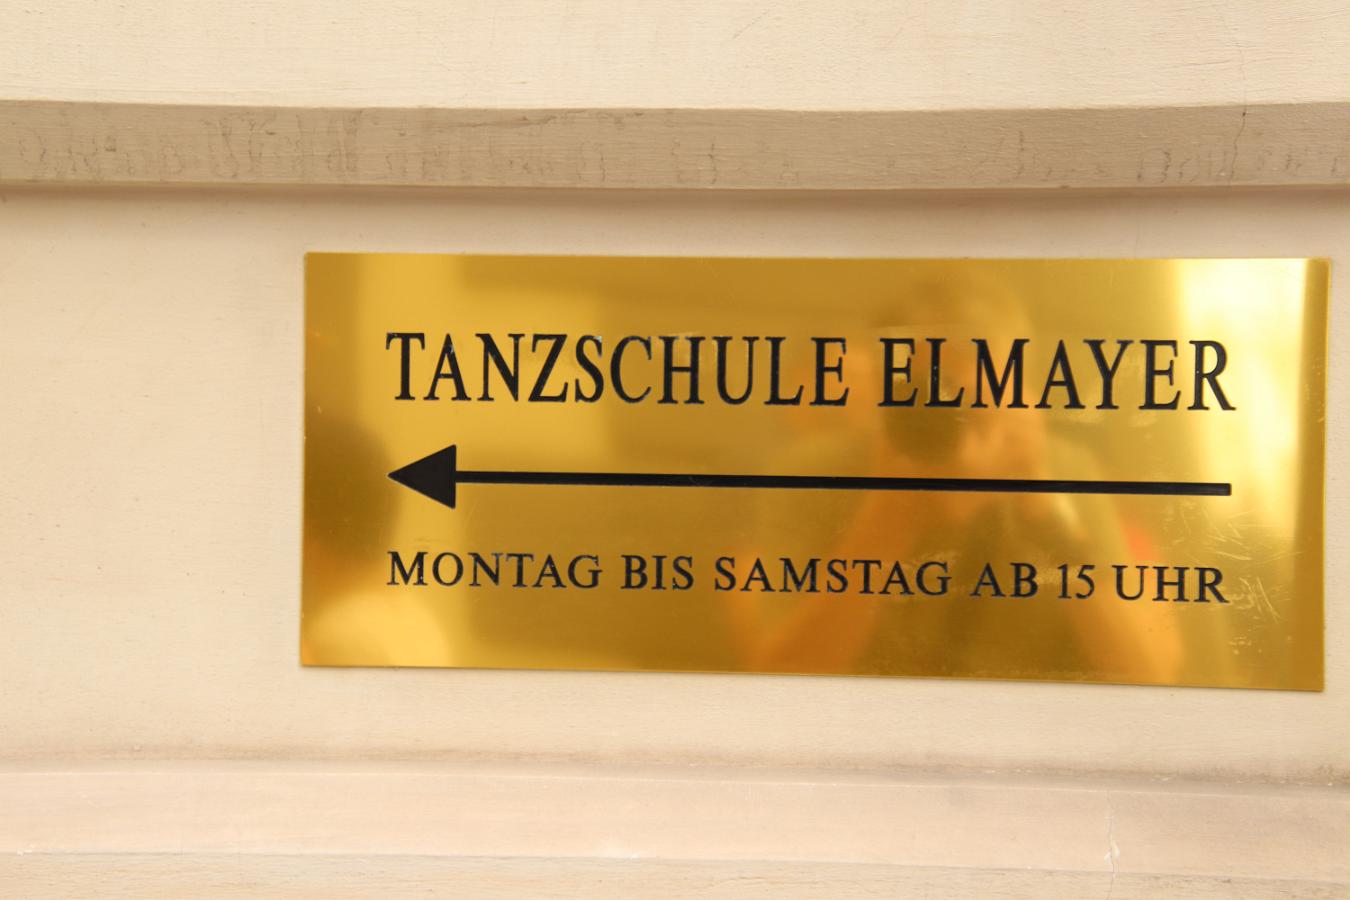 TANZSCHULE ELMAYER
MONTAG BIS SAMSTAG AB 15 UHR